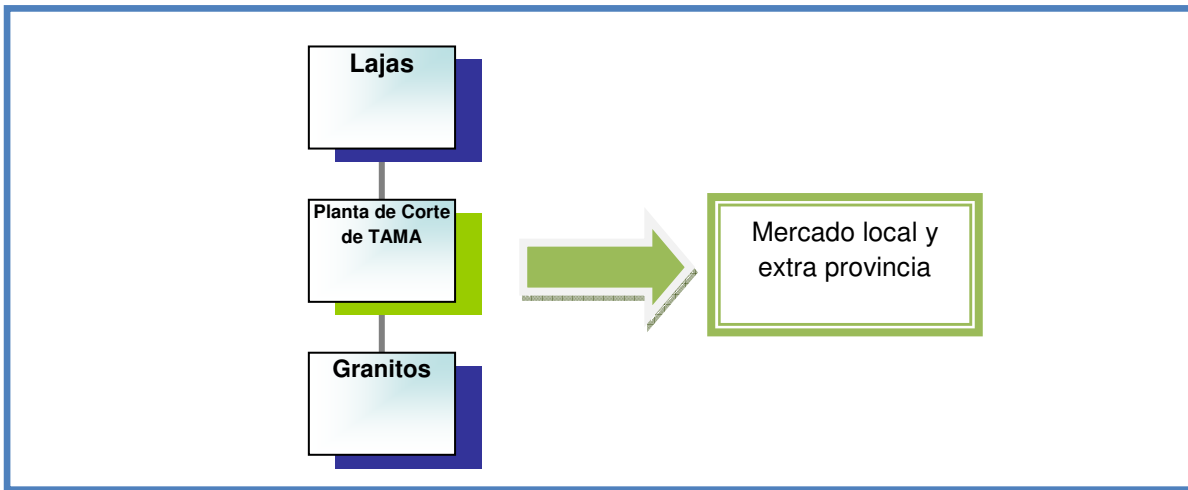 Lajas
Planta de Corte
de TAMA
Mercado local y
extra provincia
Granitos